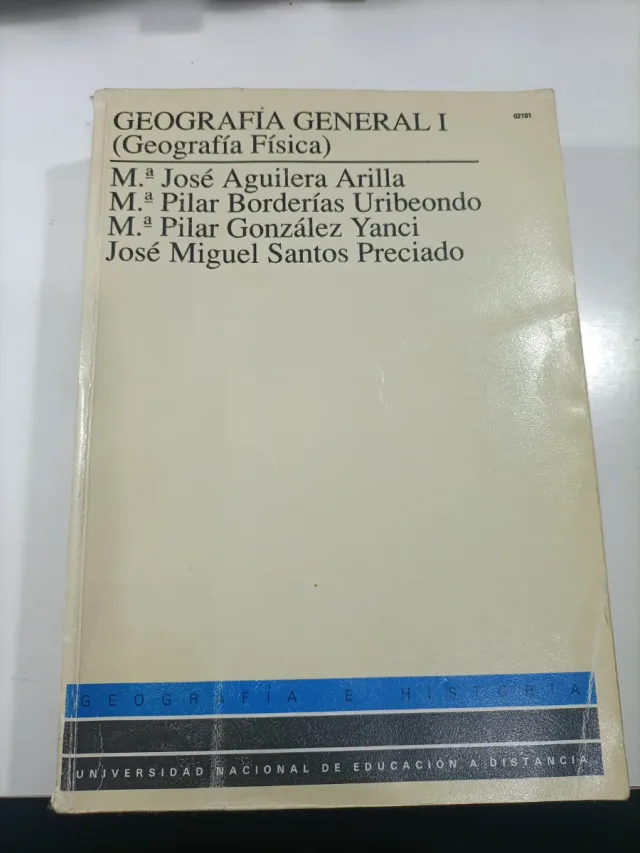 GEOGRAFÍA GENERAL I
02101
(Geografía Física)
M.ª José Aguilera Arilla
M.ª Pilar Borderías Uribeondo
M.ª Pilar González Yanci
José Miguel Santos Preciado
GEOGRAFÍA E HISTORIA
UNIVERSIDAD NACIONAL DE EDUCACIÓN A DISTANCIA